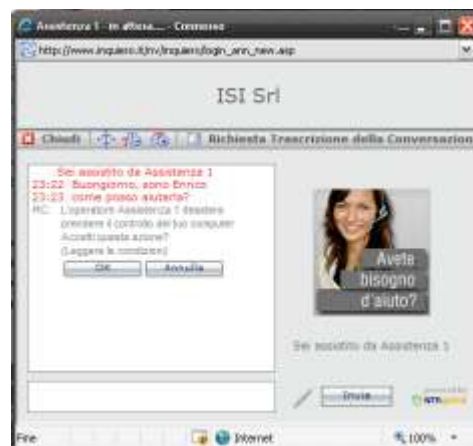 Assistenza 1 - in attesa.... - Connesso
http://www.inquiero.it/nv/inquiero/login_ann_new.asp
ISI Srl
Chiudi
Richiesta Trascrizione della Conversazion
Sei assistito da Assistenza 1
23:22 Buongiorno, sono Enrico
23:23 come posso aiutarla?
RC: L'operatore Assistenza 1 desidera
prendere il controllo del tuo computer
Accetti questa azione?
(Leggere le condizioni)
OK Annulla
Avete
bisogno
d'aiuto?
Sei assistito da Assistenza 1
Invia
Fine Internet 100%